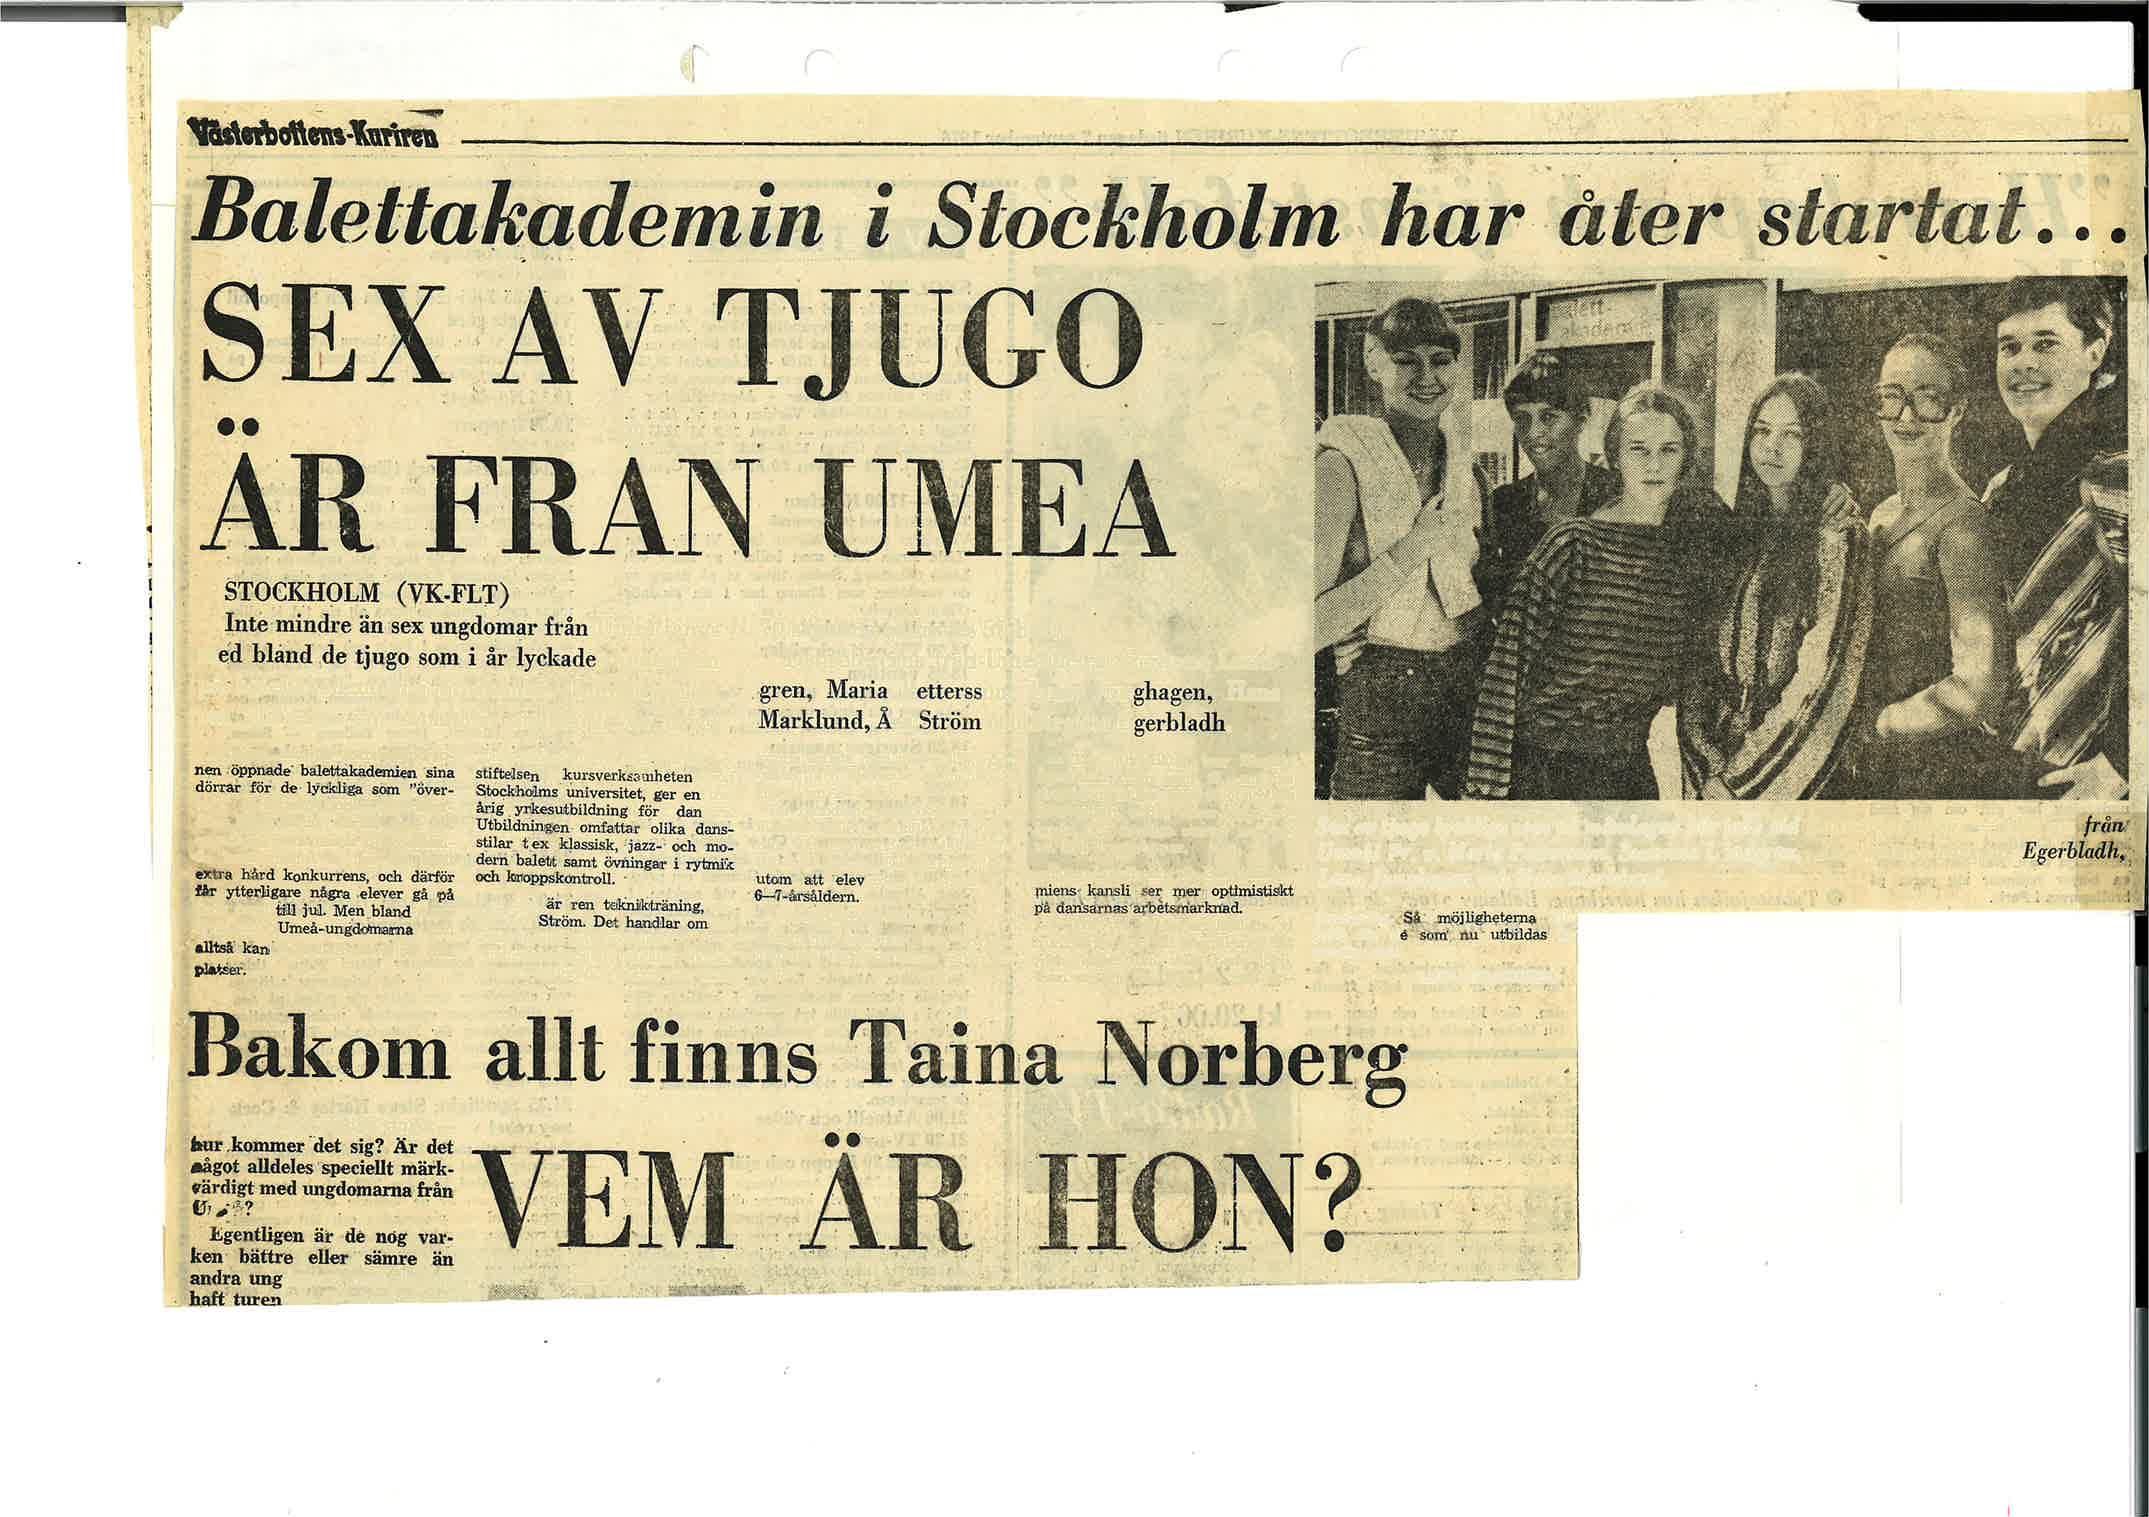 Västerbottens-Kuriren
Balettakademin i Stockholm har åter startat...
SEX AV TJUGO
ÄR FRAN UMEA
STOCKHOLM (VK-FLT)
Inte mindre än sex ungdomar från
ed bland de tjugo som i år lyckade
gren, Maria etterss ghagen,
Marklund, Å Ström gerbladh
nen öppnade balettakademien sina
dörrar för de lyckliga som "över-
extra hård konkurrens, och därför
får ytterligare några elever gå på
till jul. Men bland
Umeå-ungdomarna
alltså kan
platser.
stiftelsen kursverksamheten
Stockholms universitet, ger en
årig yrkesutbildning för dan
Utbildningen omfattar olika dans-
stilar t ex klassisk, jazz- och mo-
dern balett samt övningar i rytmik
och kroppskontroll.
är ren teknikträning,
Ström. Det handlar om
utom att elev
6—7-årsåldern.
miens kansli ser mer optimistiskt
på dansarnas arbetsmarknad.
Så möjligheterna
é som nu utbildas
från
Egerbladh,
Bakom allt finns Taina Norberg
VEM ÄR HON?
hur kommer det sig? Är det
något alldeles speciellt märk-
värdigt med ungdomarna från
Egentligen är de nog var-
ken bättre eller sämre än
andra ung
haft turen